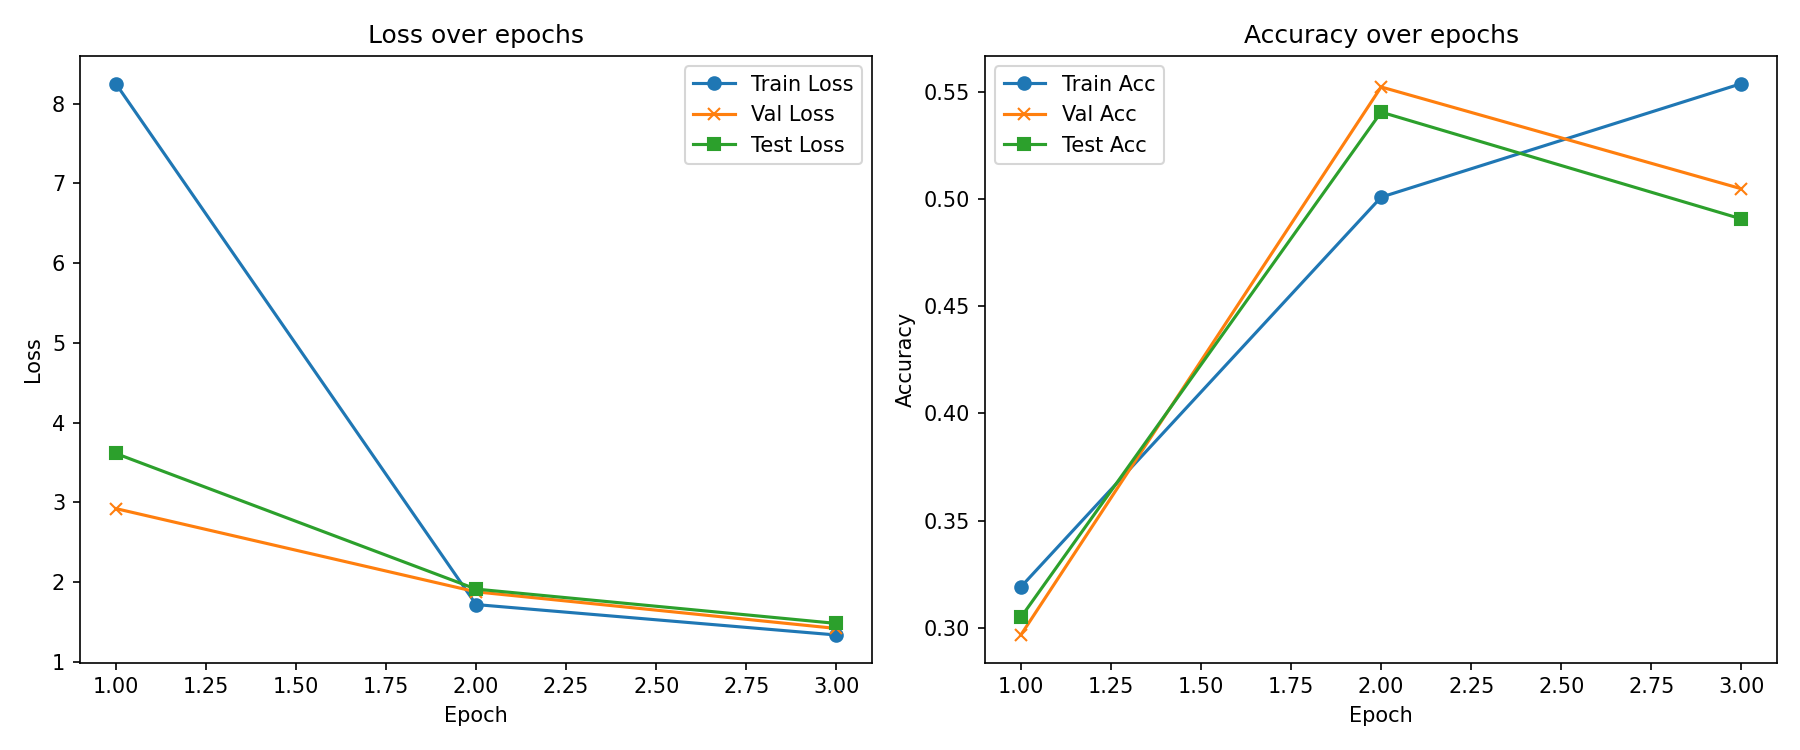 Loss over epochs
Train Loss
Val Loss
Test Loss
8
7
6
5
4
3
2
1
Loss
1.00 1.25 1.50 1.75 2.00 2.25 2.50 2.75 3.00
Epoch
Accuracy over epochs
Train Acc
Val Acc
Test Acc
0.55
0.50
0.45
0.40
0.35
0.30
Accuracy
1.00 1.25 1.50 1.75 2.00 2.25 2.50 2.75 3.00
Epoch